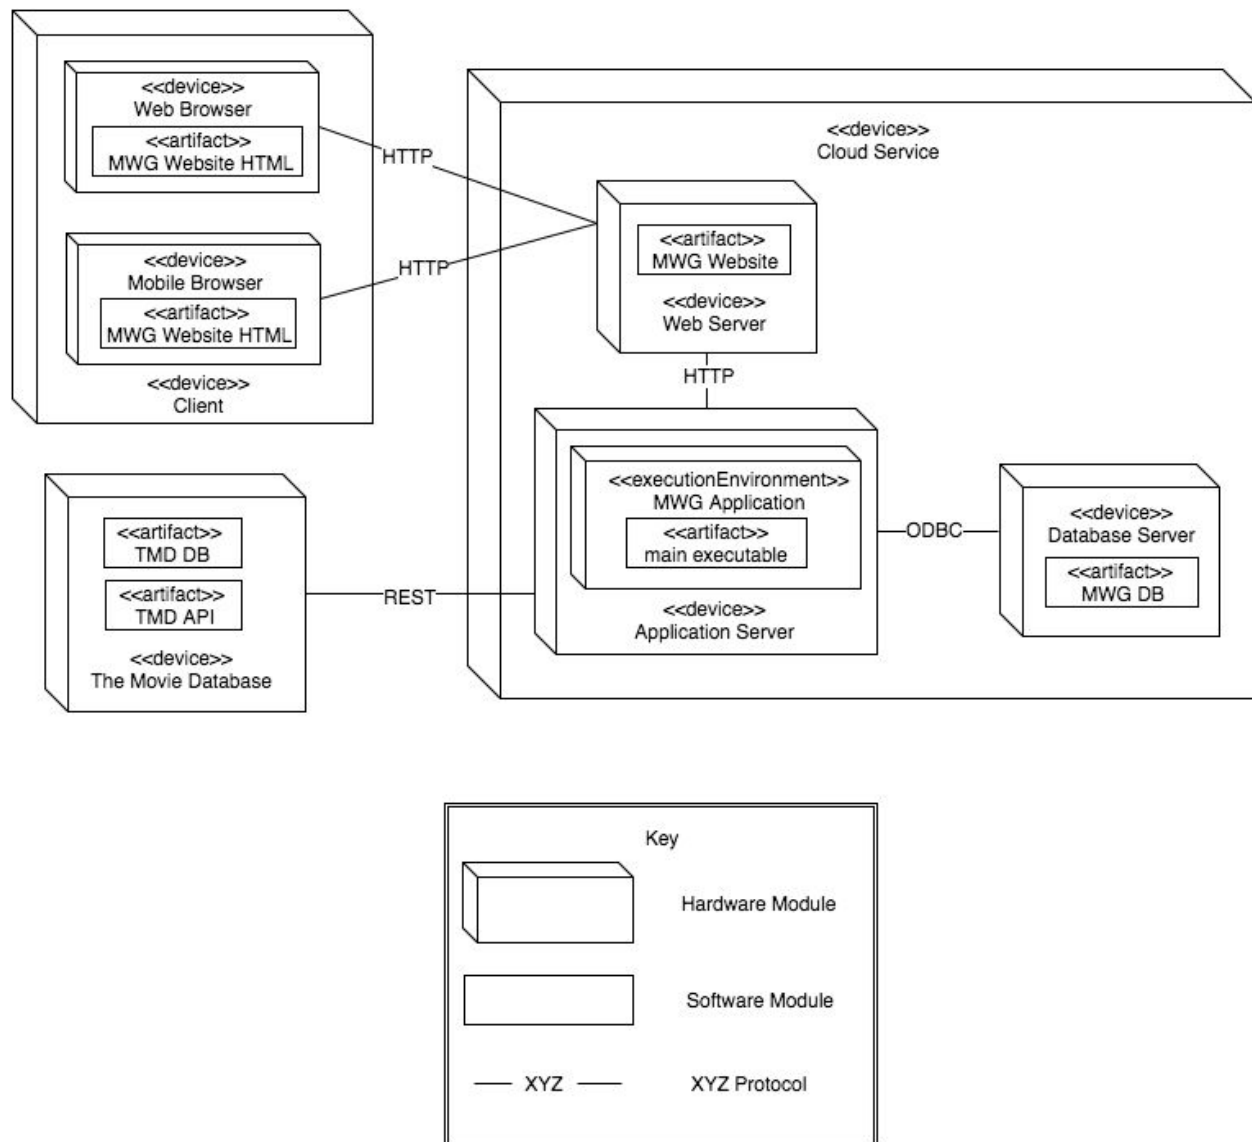 <<device>>
Web Browser
<<artifact>>
MWG Website HTML
HTTP
<<device>>
Mobile Browser
<<artifact>>
MWG Website HTML
HTTP
<<device>>
Client
<<device>>
Cloud Service
<<artifact>>
MWG Website
<<device>>
Web Server
HTTP
<<executionEnvironment>>
MWG Application
<<artifact>>
main executable
<<device>>
Application Server
ODBC
<<device>>
Database Server
<<artifact>>
MWG DB
<<artifact>>
TMD DB
<<artifact>>
TMD API
<<device>>
The Movie Database
REST
Key
Hardware Module
Software Module
XYZ
XYZ Protocol